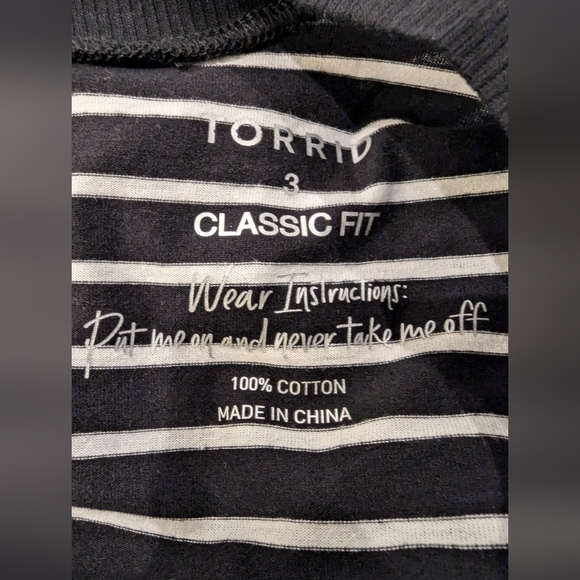 TORRID
3
CLASSIC FIT
Wear Instructions:
Put me on and never take me off
100% COTTON
MADE IN CHINA